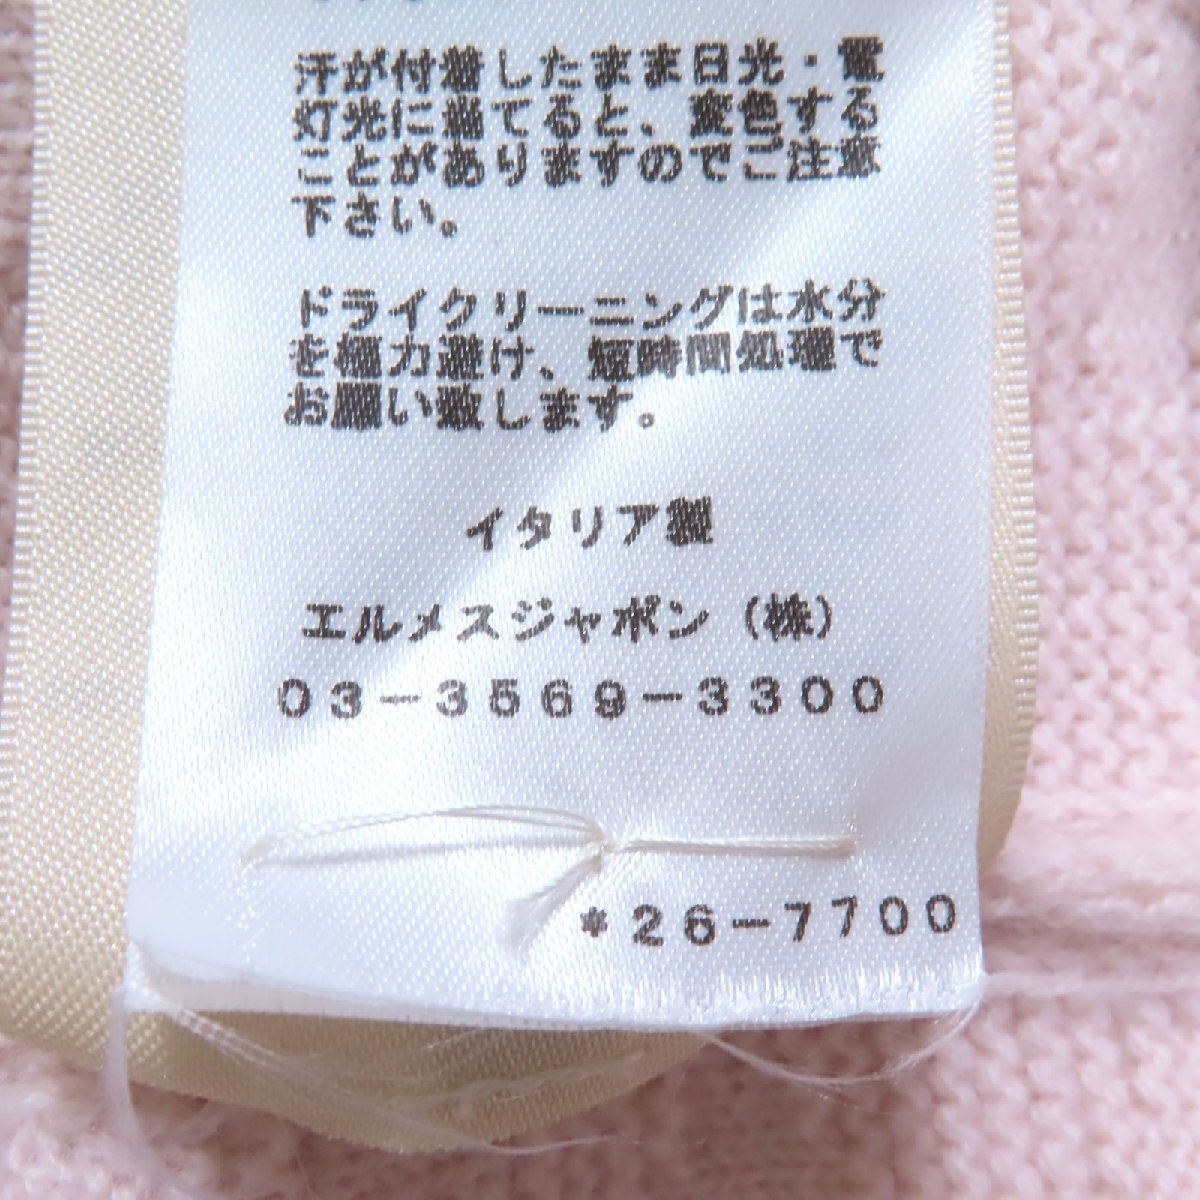 汗が付着したまま日光・電
灯光に当てると、変色する
ことがありますのでご注意
下さい。
ドライクリーニングは水分
を極力避け、短時間処理で
お願い致します。
イタリア製
エルメスジャポン（株）
03-3569-3300
*26-7700